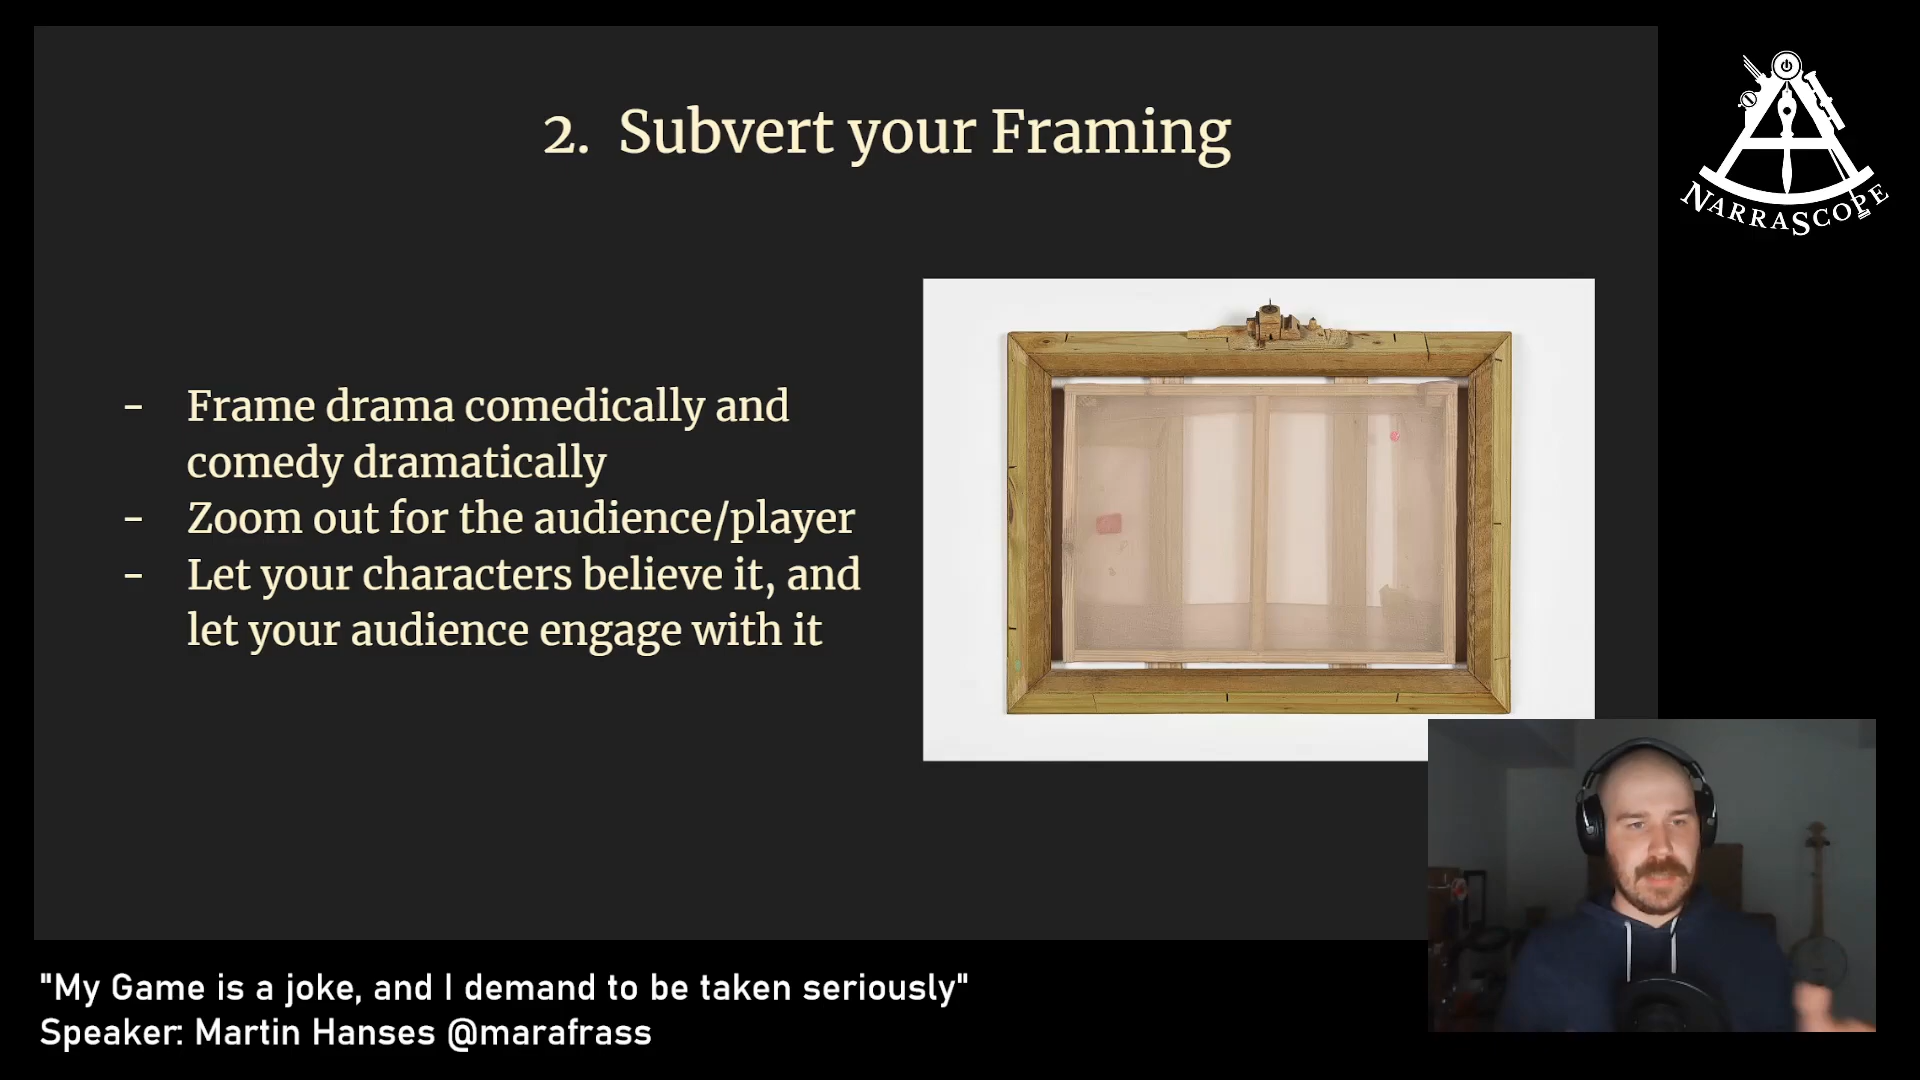 2. Subvert your Framing
NARRASCOPE
- Frame drama comedically and
comedy dramatically
- Zoom out for the audience/player
- Let your characters believe it, and
let your audience engage with it
"My Game is a joke, and I demand to be taken seriously"
Speaker: Martin Hanses @marafrass